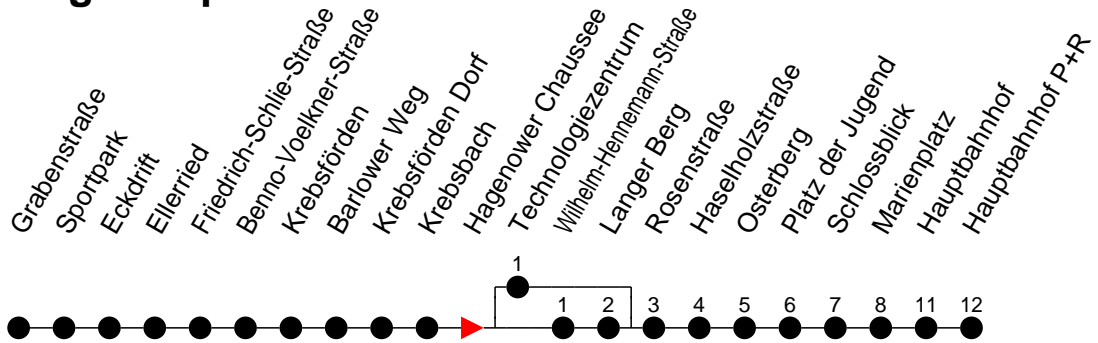 Grabenstraße
Sportpark
Eckdrift
Ellerried
Friedrich-Schlie-Straße
Benno-Voelkner-Straße
Krebsförden
Barlower Weg
Krebsförden Dorf
Krebsbach
Hagenower Chaussee
Technologiezentrum
Wilhelm-Hennemann-Straße
Langer Berg
Rosenstraße
Haselholzstraße
Osterberg
Platz der Jugend
Schlossblick
Marienplatz
Hauptbahnhof
Hauptbahnhof P+R
1
1 2 3 4 5 6 7 8 11 12